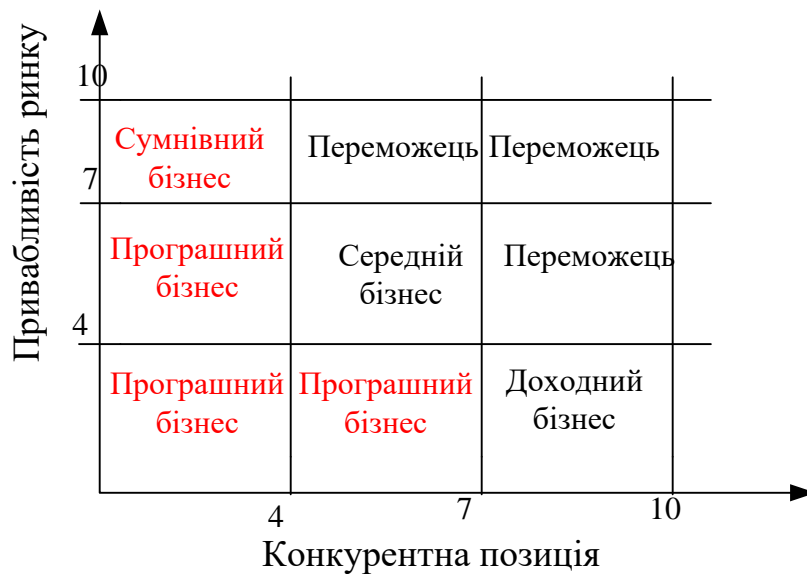 Привабливість ринку
10
Сумнівний
бізнес
Переможець
Переможець
7
Програшний
бізнес
Середній
бізнес
Переможець
4
Програшний
бізнес
Програшний
бізнес
Доходний
бізнес
4
7
10
Конкурентна позиція